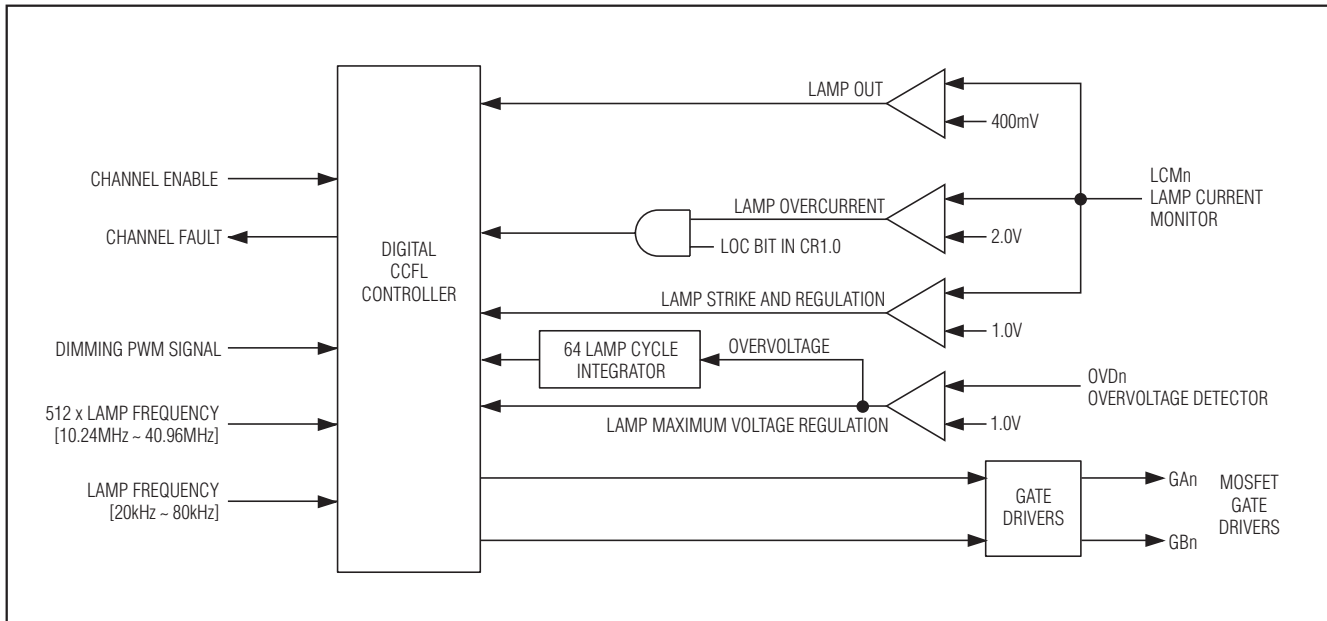 LAMP OUT
400mV
CHANNEL ENABLE
LCMn
LAMP CURRENT
MONITOR
LAMP OVERCURRENT
2.0V
LOC BIT IN CR1.0
CHANNEL FAULT
DIGITAL
CCFL
CONTROLLER
LAMP STRIKE AND REGULATION
1.0V
DIMMING PWM SIGNAL
64 LAMP CYCLE
INTEGRATOR
OVERVOLTAGE
OVDn
OVERVOLTAGE DETECTOR
512 x LAMP FREQUENCY
[10.24MHz ~ 40.96MHz]
LAMP MAXIMUM VOLTAGE REGULATION
1.0V
LAMP FREQUENCY
[20kHz ~ 80kHz]
GATE
DRIVERS
GAn
GBn
MOSFET
GATE
DRIVERS